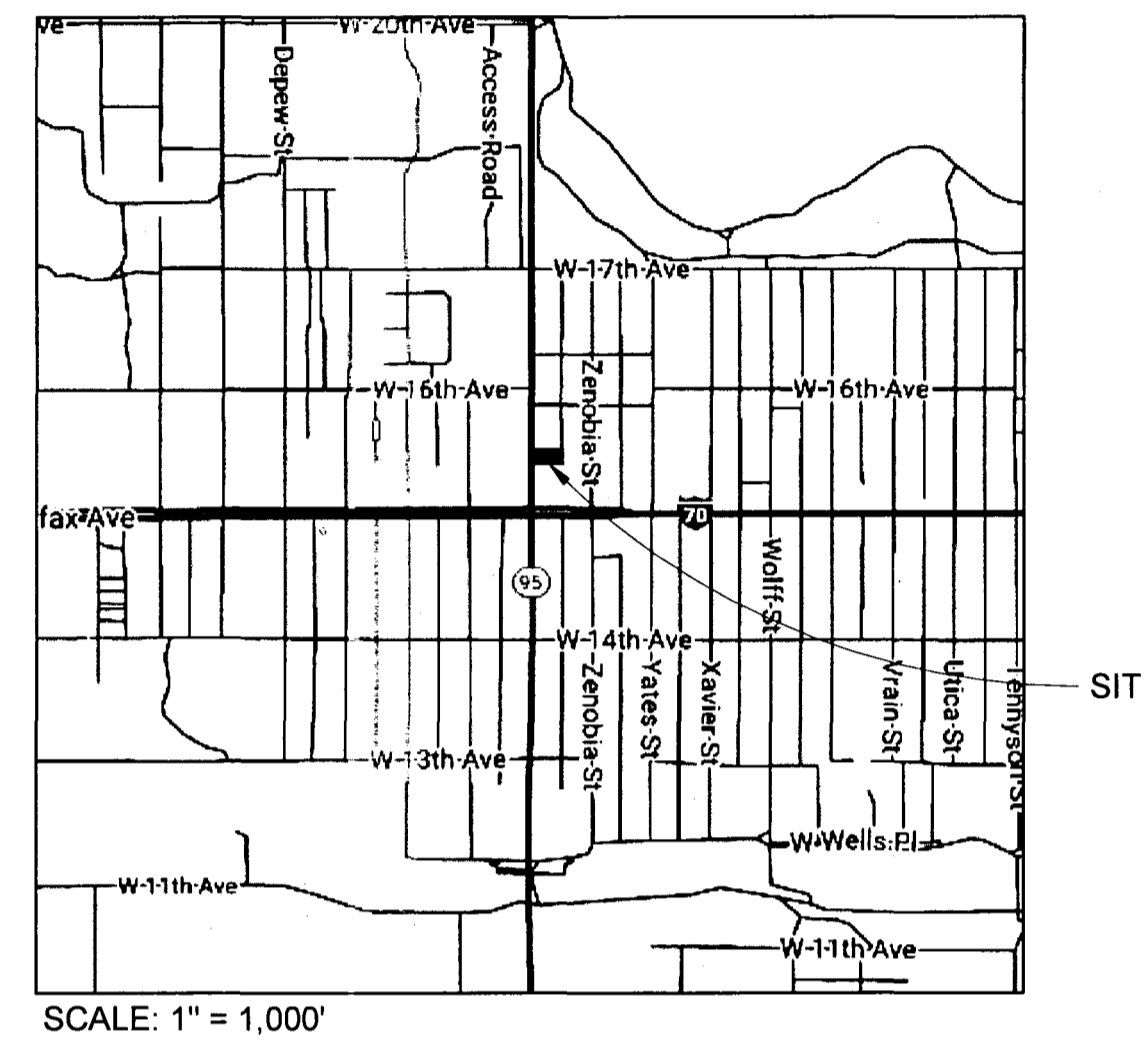 ve
W 20th Ave
Depew St
Access Road
W 17th Ave
W 16th Ave
Zenobia St
W 16th Ave
fax Ave
70
95
Wolff St
W 14th Ave
Zenobia St
Yates St
Xavier St
Vrain St
Utica St
Tennyson St
SIT
W 13th Ave
W Wells Pl
W 11th Ave
W 11th Ave
SCALE: 1" = 1,000'